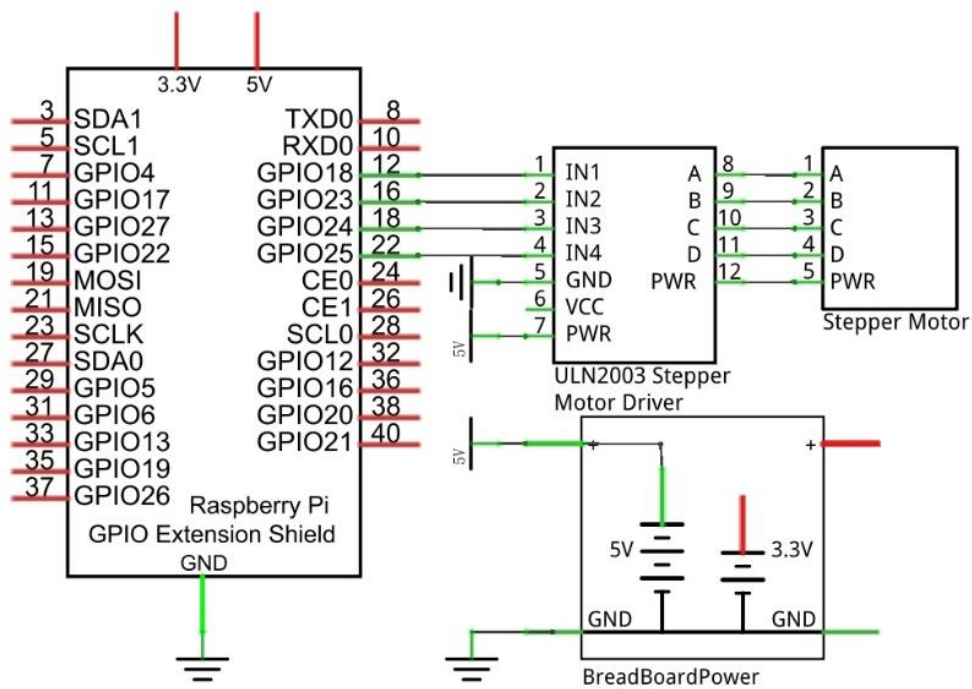 3.3V 5V
3 SDA1 TXD0 8
5 SCL1 RXD0 10
7 GPIO4 GPIO18 12
11 GPIO17 GPIO23 16
13 GPIO27 GPIO24 18
15 GPIO22 GPIO25 22
19 MOSI CE0 24
21 MISO CE1 26
23 SCLK SCL0 28
27 SDA0 GPIO12 32
29 GPIO5 GPIO16 36
31 GPIO6 GPIO20 38
33 GPIO13 GPIO21 40
35 GPIO19
37 GPIO26
Raspberry Pi
GPIO Extension Shield
GND
1 IN1 A 8
2 IN2 B 9
3 IN3 C 10
4 IN4 D 11
5 GND PWR 12
6 VCC
7 PWR
5V
ULN2003 Stepper
Motor Driver
1 A
2 B
3 C
4 D
5 PWR
Stepper Motor
5V
+ +
5V 3.3V
GND GND
BreadBoardPower